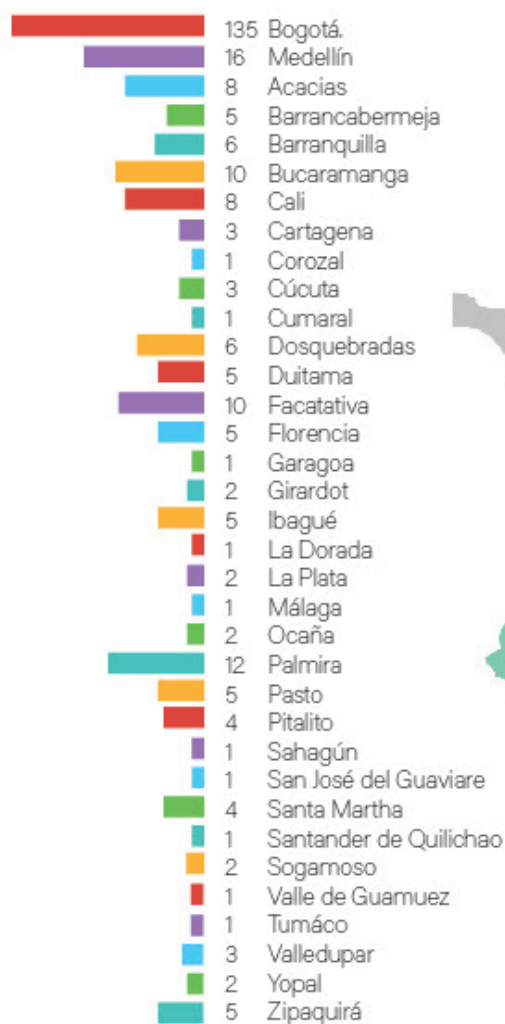 135 Bogotá.
16 Medellín
8 Acacias
5 Barrancabermeja
6 Barranquilla
10 Bucaramanga
8 Cali
3 Cartagena
1 Corozal
3 Cúcuta
1 Cumaral
6 Dosquebradas
5 Duitama
10 Facatativa
5 Florencia
1 Garagoa
2 Girardot
5 Ibagué
1 La Dorada
2 La Plata
1 Málaga
2 Ocaña
12 Palmira
5 Pasto
4 Pitalito
1 Sahagún
1 San José del Guaviare
4 Santa Martha
1 Santander de Quilichao
2 Sogamoso
1 Valle de Guamuez
1 Tumáco
3 Valledupar
2 Yopal
5 Zipaquirá